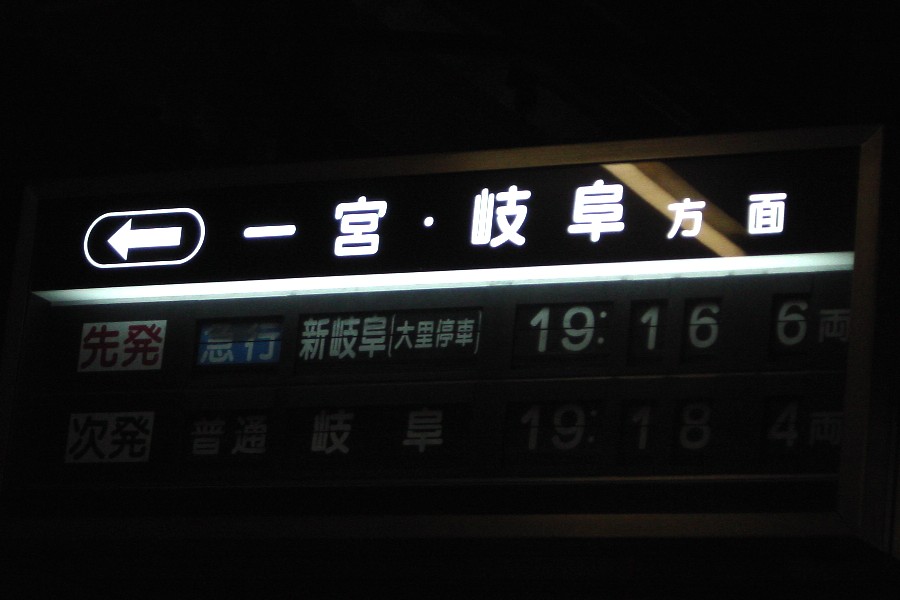 ← 一宮・岐阜方面
先発 急行 新岐阜(大里停車) 19:16 6両
次発 普通 岐阜 19:18 4両